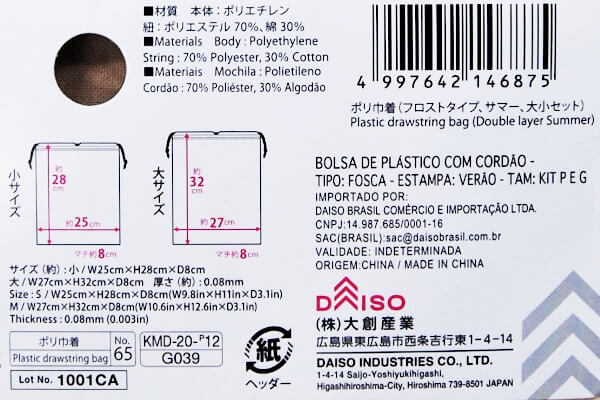 ■材質　本体：ポリエチレン
紐：ポリエステル 70%、綿 30%
■Materials　Body : Polyethylene
String : 70% Polyester, 30% Cotton
■Materiais　Mochila : Polietileno
Cordão : 70% Poliéster, 30% Algodão
小サイズ
約28cm
約25cm
マチ約8cm
大サイズ
約32cm
約27cm
マチ約8cm
サイズ（約）: 小 / W25cm×H28cm×D8cm
大 / W27cm×H32cm×D8cm　厚さ（約）: 0.08mm
Size : S / W25cm×H28cm×D8cm(W9.8in×H11in×D3.1in)
M / W27cm×H32cm×D8cm(W10.6in×H12.6in×D3.1in)
Thickness : 0.08mm (0.003in)
ポリ巾着
Plastic drawstring bag
No. 65
KMD-20-P12
G039
Lot No. 1001CA
紙
ヘッダー
4 997642 146875
ポリ巾着（フロストタイプ、サマー、大小セット）
Plastic drawstring bag (Double layer Summer)
BOLSA DE PLÁSTICO COM CORDÃO -
TIPO: FOSCA - ESTAMPA: VERÃO - TAM: KIT P E G
IMPORTADO POR:
DAISO BRASIL COMÉRCIO E IMPORTAÇÃO LTDA.
CNPJ:14.987.685/0001-16
SAC(BRASIL):sac@daisobrasil.com.br
VALIDADE: INDETERMINADA
ORIGEM:CHINA / MADE IN CHINA
DAISO
（株）大創産業
広島県東広島市西条吉行東1-4-14
DAISO INDUSTRIES CO., LTD.
1-4-14 Saijo-Yoshiyukihigashi,
Higashihiroshima-City, Hiroshima 739-8501 JAPAN